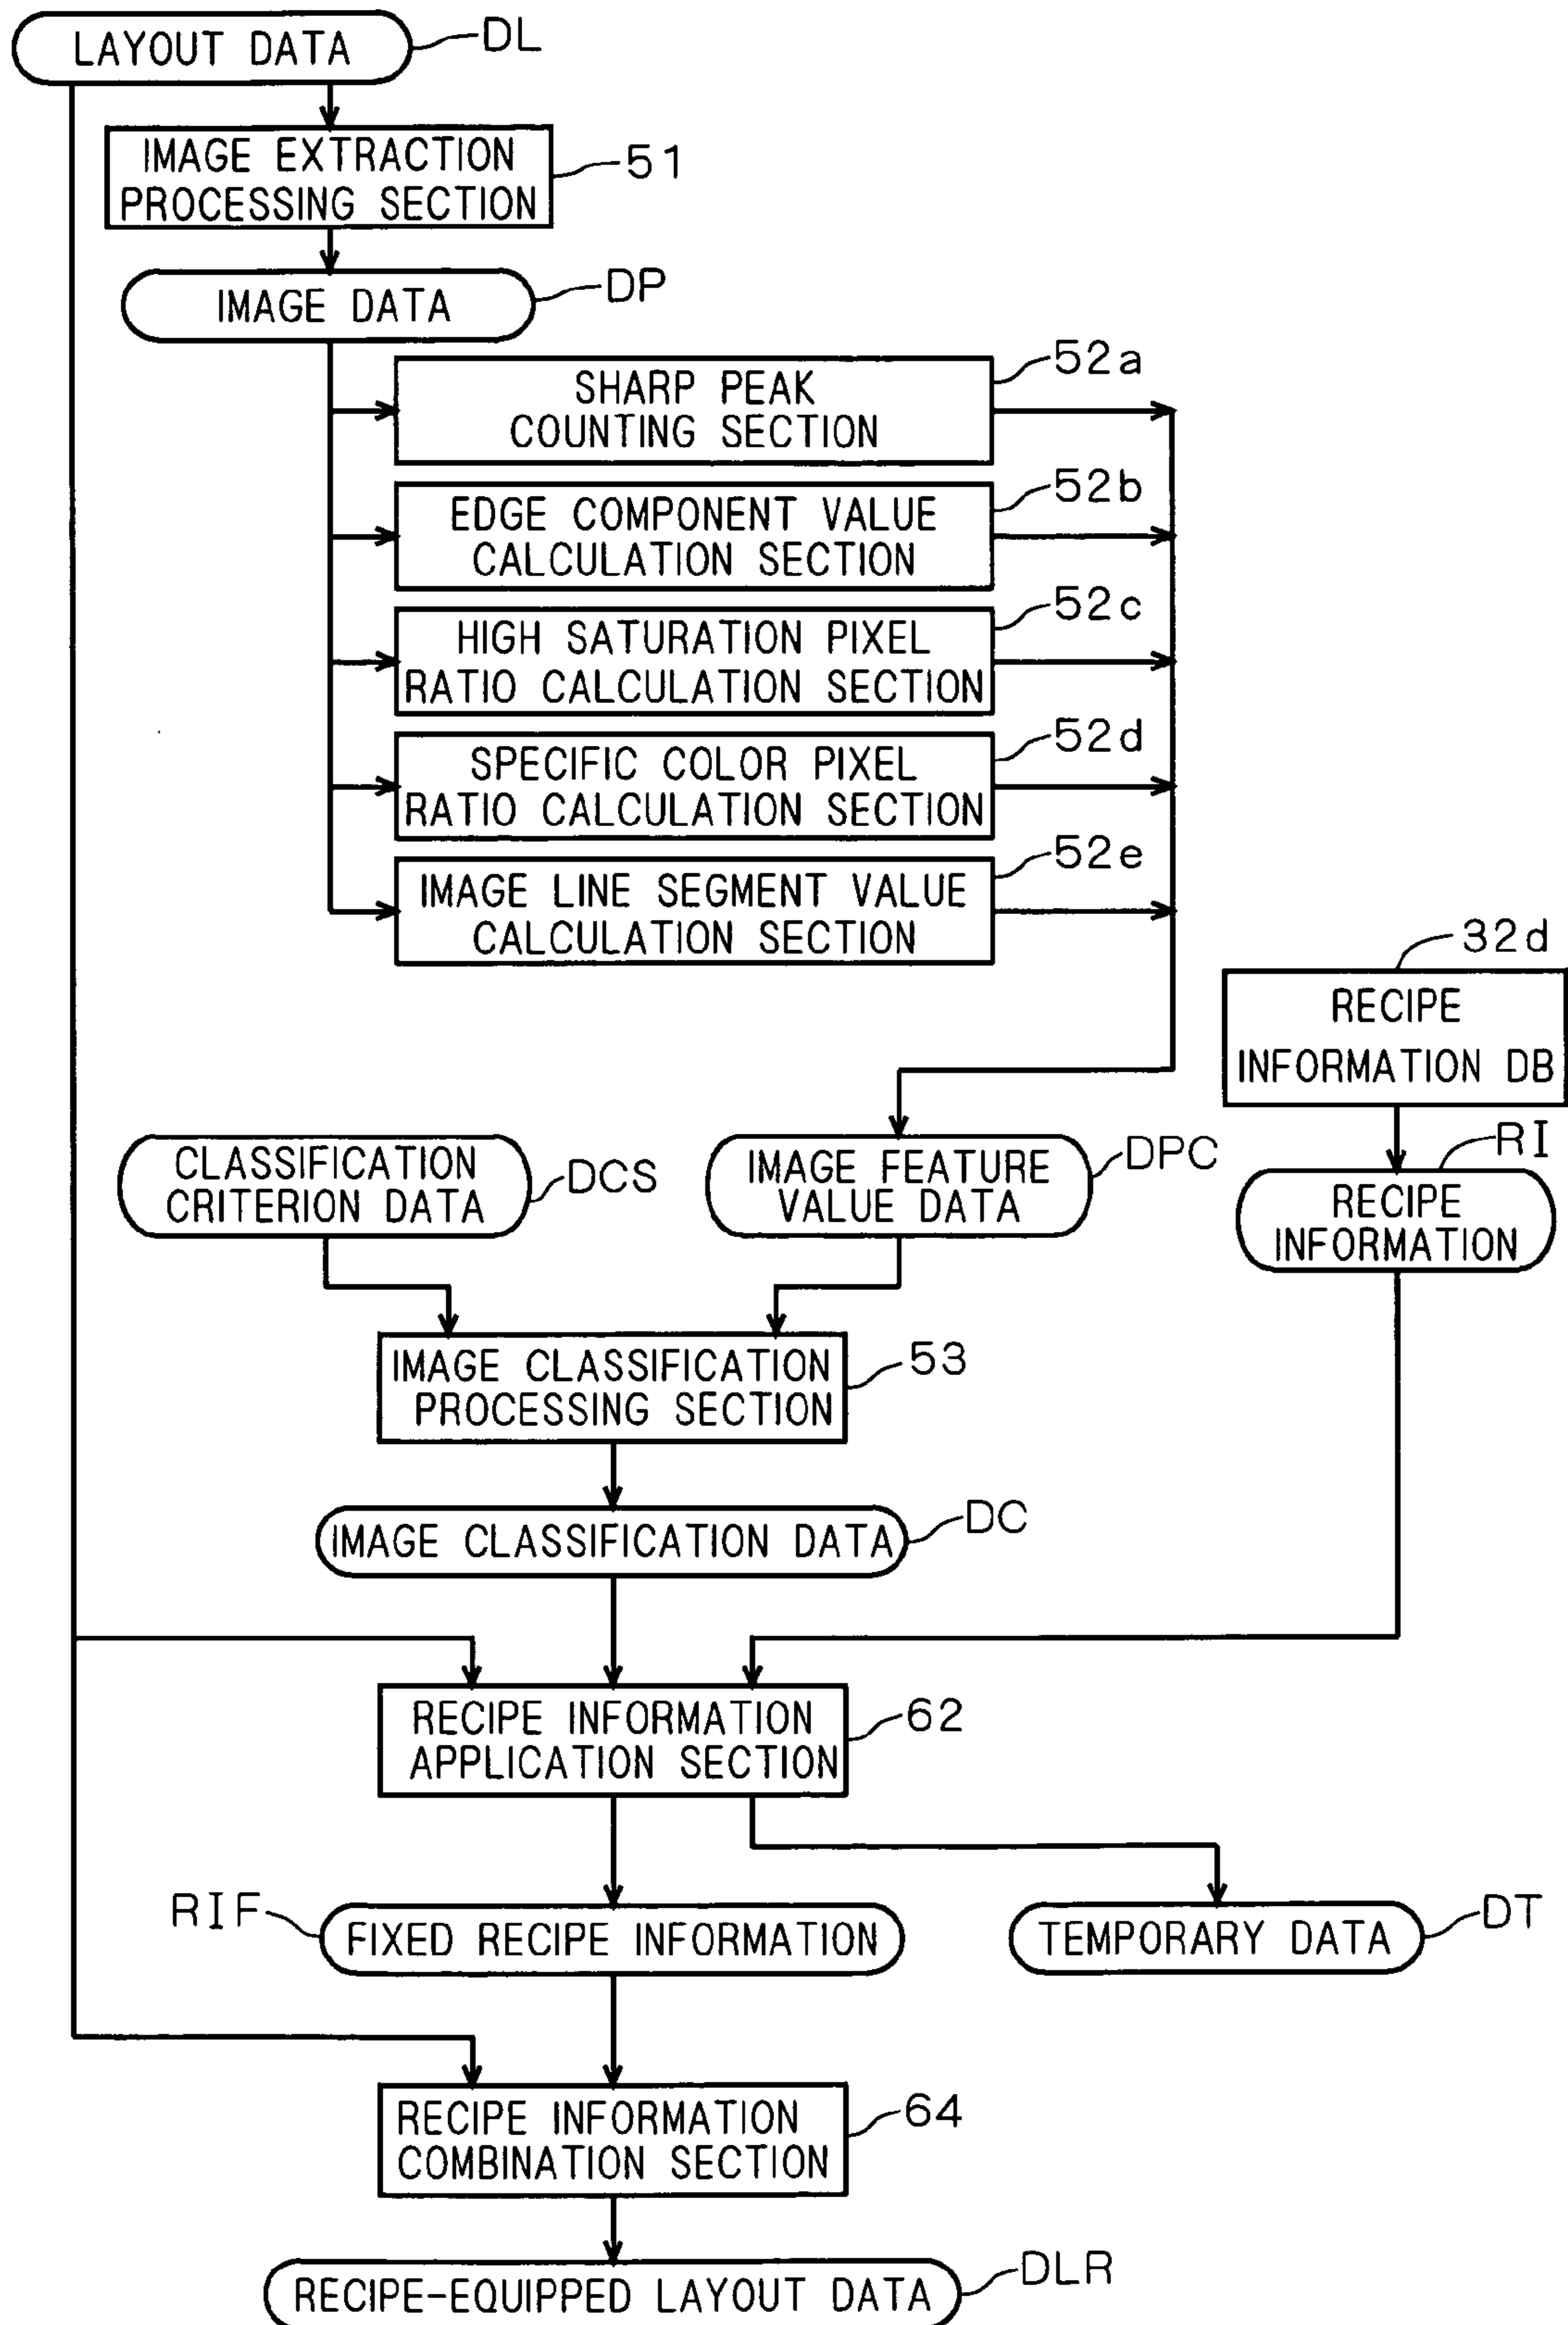 LAYOUT DATA
DL
IMAGE EXTRACTION
PROCESSING SECTION
51
IMAGE DATA
DP
SHARP PEAK
COUNTING SECTION
52a
EDGE COMPONENT VALUE
CALCULATION SECTION
52b
HIGH SATURATION PIXEL
RATIO CALCULATION SECTION
52c
SPECIFIC COLOR PIXEL
RATIO CALCULATION SECTION
52d
IMAGE LINE SEGMENT VALUE
CALCULATION SECTION
52e
32d
RECIPE
INFORMATION DB
CLASSIFICATION
CRITERION DATA
DCS
IMAGE FEATURE
VALUE DATA
DPC
RI
RECIPE
INFORMATION
IMAGE CLASSIFICATION
PROCESSING SECTION
53
IMAGE CLASSIFICATION DATA
DC
RECIPE INFORMATION
APPLICATION SECTION
62
RIF
FIXED RECIPE INFORMATION
TEMPORARY DATA
DT
RECIPE INFORMATION
COMBINATION SECTION
64
RECIPE-EQUIPPED LAYOUT DATA
DLR